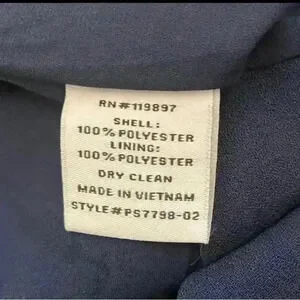 RN#119897
SHELL:
100% POLYESTER
LINING:
100% POLYESTER
DRY CLEAN
MADE IN VIETNAM
STYLE#PS7798-02